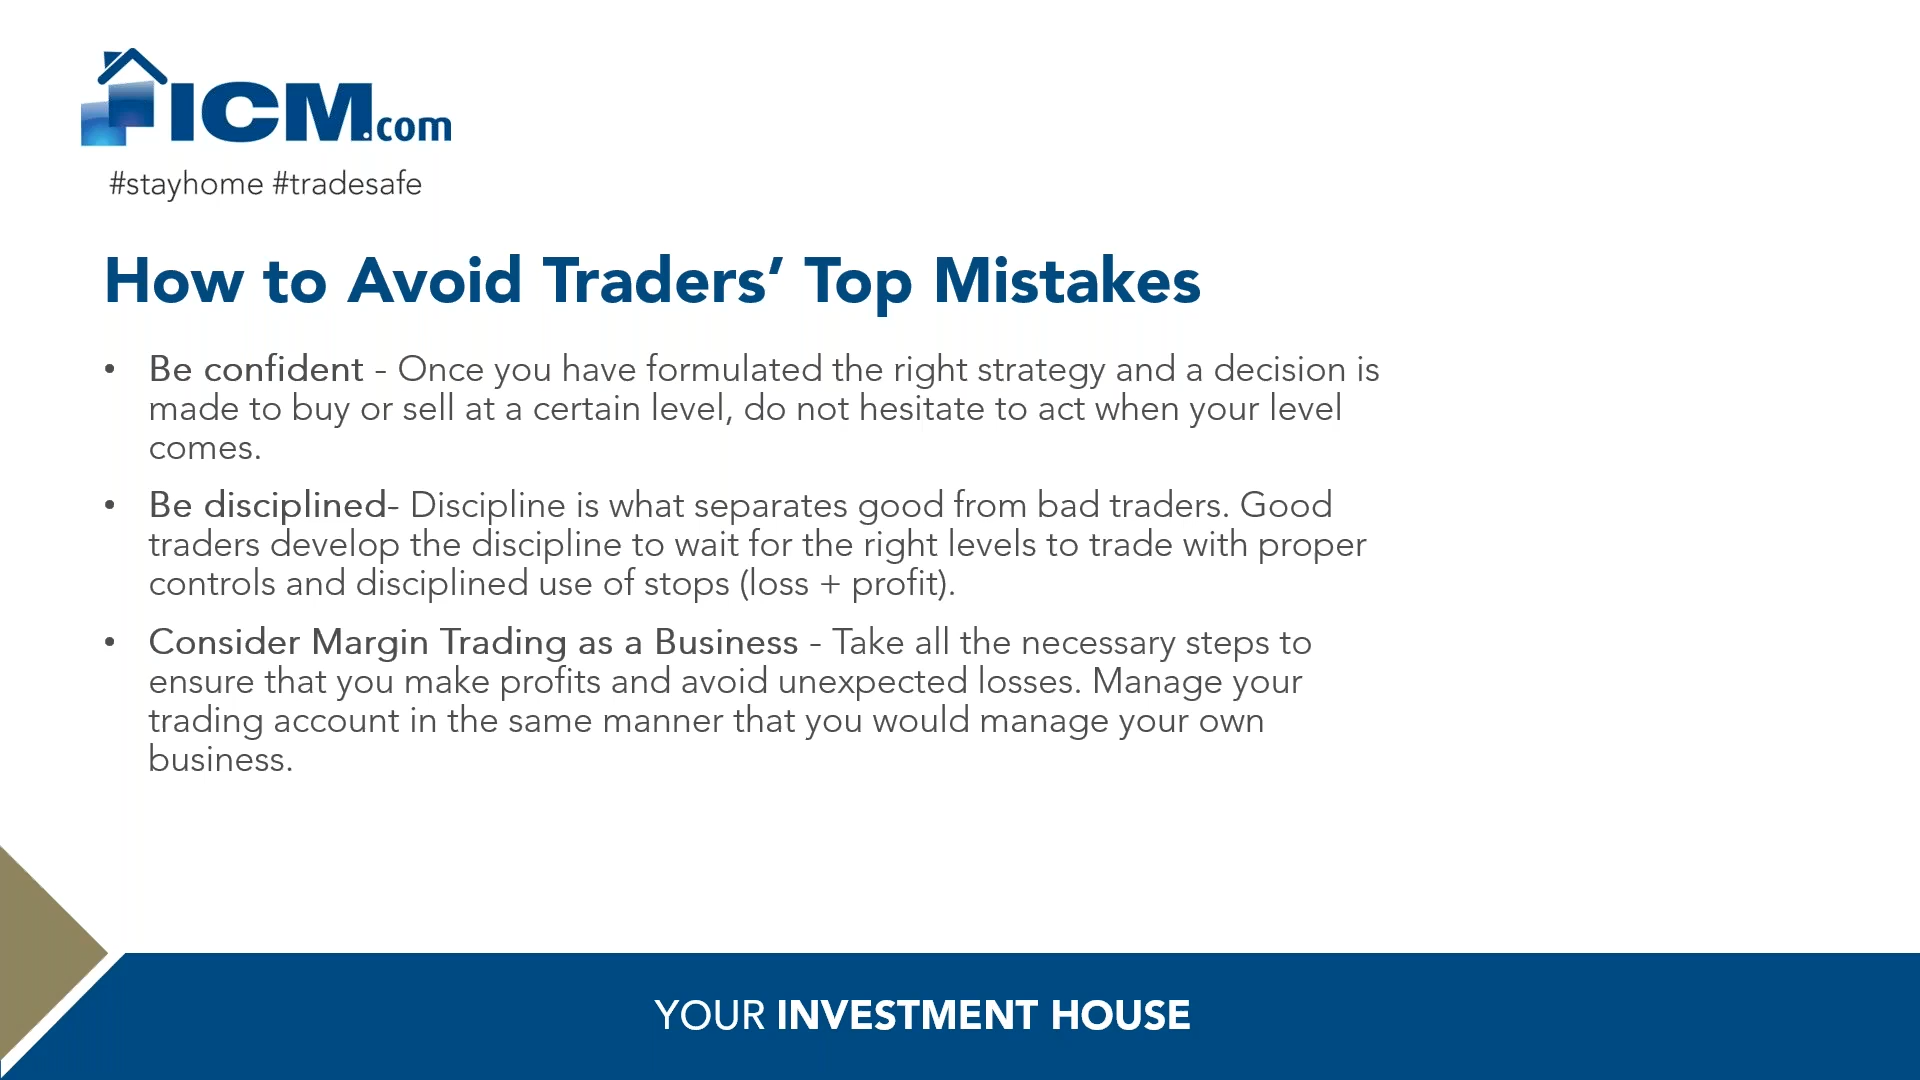 ICM.com
#stayhome #tradesafe
How to Avoid Traders’ Top Mistakes
• Be confident - Once you have formulated the right strategy and a decision is
made to buy or sell at a certain level, do not hesitate to act when your level
comes.
• Be disciplined- Discipline is what separates good from bad traders. Good
traders develop the discipline to wait for the right levels to trade with proper
controls and disciplined use of stops (loss + profit).
• Consider Margin Trading as a Business - Take all the necessary steps to
ensure that you make profits and avoid unexpected losses. Manage your
trading account in the same manner that you would manage your own
business.
YOUR INVESTMENT HOUSE